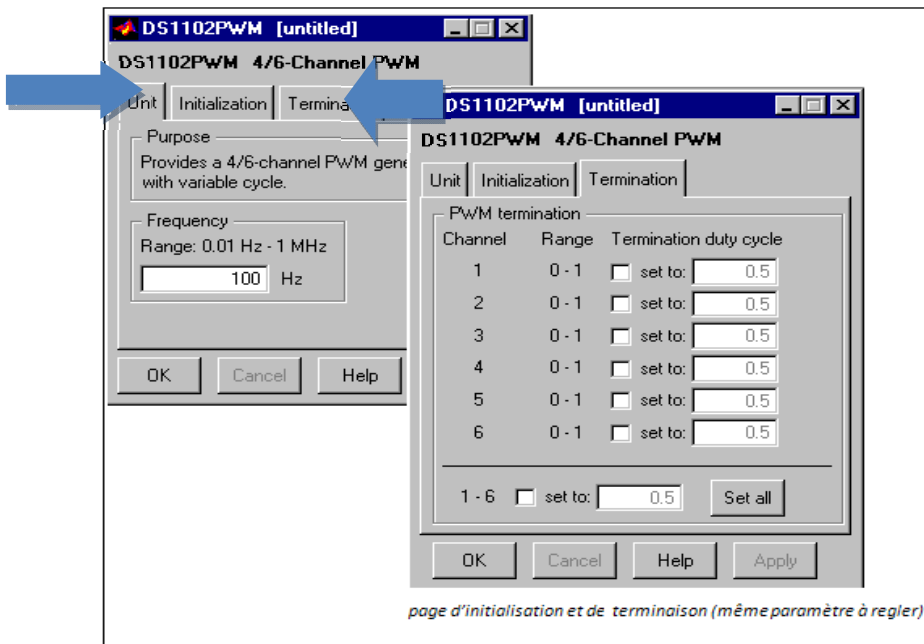 DS1102PWM [untitled]
DS1102PWM 4/6-Channel PWM
Unit Initialization
Purpose
Provides a 4/6-channel PWM gene
with variable cycle.
Frequency
Range: 0.01 Hz - 1 MHz
100 Hz
OK Cancel Help
DS1102PWM [untitled]
DS1102PWM 4/6-Channel PWM
Unit Initialization Termination
PWM termination
Channel Range Termination duty cycle
1 0 - 1 set to: 0.5
2 0 - 1 set to: 0.5
3 0 - 1 set to: 0.5
4 0 - 1 set to: 0.5
5 0 - 1 set to: 0.5
6 0 - 1 set to: 0.5
1 - 6 set to: 0.5 Set all
OK Cancel Help Apply
page d'initialisation et de terminaison (même paramètre à regler)